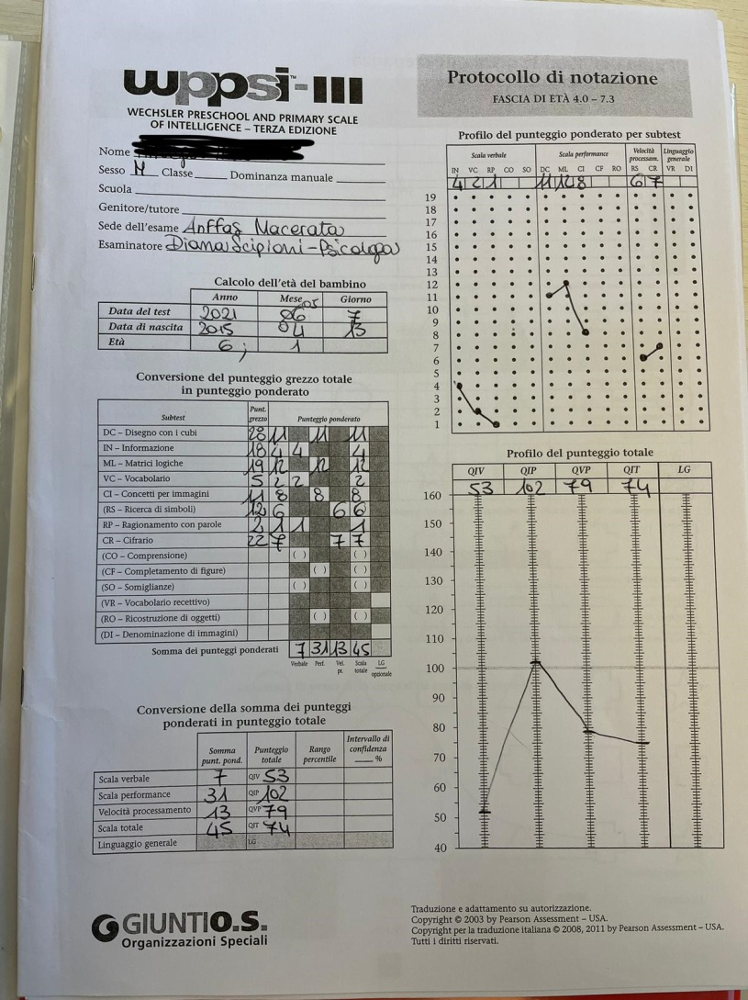 wppsi™-III
WECHSLER PRESCHOOL AND PRIMARY SCALE
OF INTELLIGENCE – TERZA EDIZIONE
Nome
Sesso M Classe Dominanza manuale
Scuola
Genitore/tutore
Sede dell'esame Anffas Macerata
Esaminatore Diana Scipioni - Psicologa
Calcolo dell'età del bambino
Anno Mese Giorno
Data del test 2021 05 7
Data di nascita 2015 04 13
Età 6; 1
Conversione del punteggio grezzo totale
in punteggio ponderato
Subtest Punt. grezzo Punteggio ponderato
DC – Disegno con i cubi 28 11 11 11
IN – Informazione 18 4 4 4
ML – Matrici logiche 19 12 12 12
VC – Vocabolario 5 2 2 2
CI – Concetti per immagini 11 8 8 8
(RS – Ricerca di simboli) 12 6 6 6
RP – Ragionamento con parole 2 1 1 1
CR – Cifrario 22 7 7 7
(CO – Comprensione) ( ) ( )
(CF – Completamento di figure) ( ) ( )
(SO – Somiglianze) ( ) ( )
(VR – Vocabolario recettivo)
(RO – Ricostruzione di oggetti) ( ) ( )
(DI – Denominazione di immagini)
Somma dei punteggi ponderati 7 31 13 45
Verbale Perf. Vel. pr. Scala totale LG opzionale
Conversione della somma dei punteggi
ponderati in punteggio totale
Somma punt. pond. Punteggio totale Rango percentile Intervallo di confidenza ____ %
Scala verbale 7 QIV 53
Scala performance 31 QIP 102
Velocità processamento 13 QVP 79
Scala totale 45 QIT 74
Linguaggio generale LG
GIUNTI O.S.
Organizzazioni Speciali
Protocollo di notazione
FASCIA DI ETÀ 4.0 – 7.3
Profilo del punteggio ponderato per subtest
Scala verbale Scala performance Velocità processam. Linguaggio generale
IN VC RP CO SO DC ML CI CF RO RS CR VR DI
4 2 1 11 12 8 6 7
19
18
17
16
15
14
13
12
11
10
9
8
7
6
5
4
3
2
1
Profilo del punteggio totale
QIV QIP QVP QIT LG
53 102 79 74
160
150
140
130
120
110
100
90
80
70
60
50
40
Traduzione e adattamento su autorizzazione.
Copyright © 2003 by Pearson Assessment – USA.
Copyright per la traduzione italiana © 2008, 2011 by Pearson Assessment – USA.
Tutti i diritti riservati.